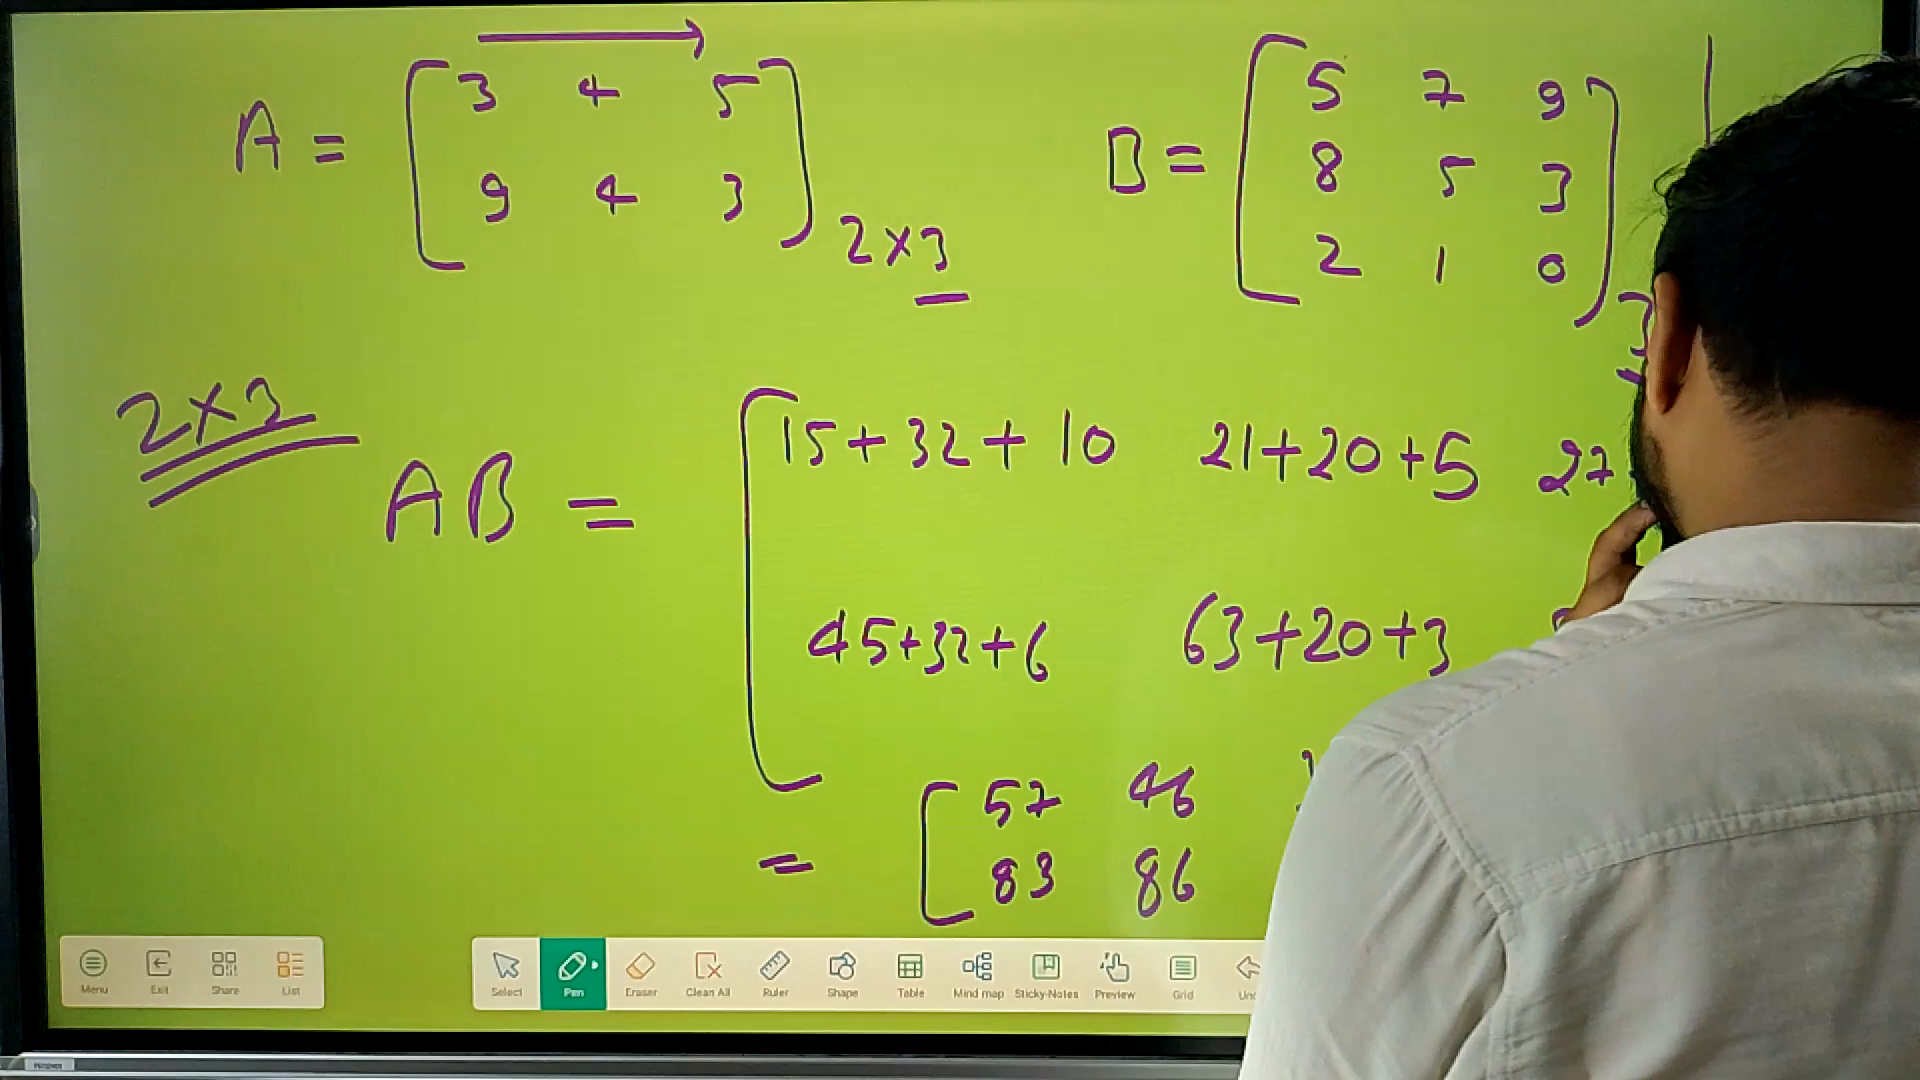 A = [ 3 4 5
9 4 3 ] 2×3
B = [ 5 7 9
8 5 3
2 1 0 ] 3
2×3
AB = [ 15+32+10 21+20+5 27
45+32+6 63+20+3
= [ 57 46
83 86
Menu Exit Share List
Select Pen Eraser Clean All Ruler Shape Table Mind map Sticky-Notes Preview Grid